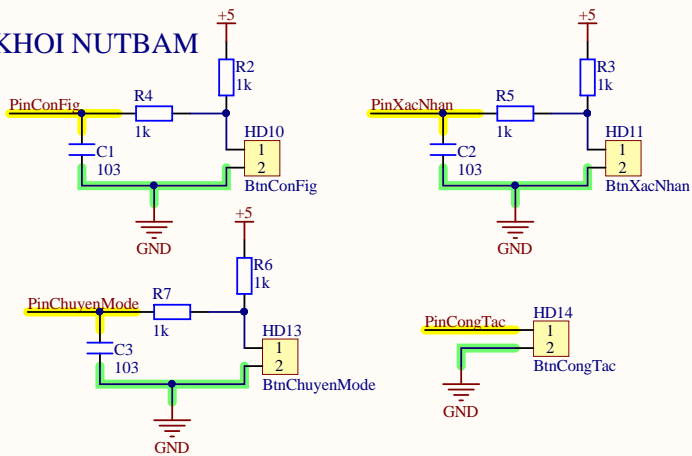 KHOI NUTBAM
+5
R2
1k
PinConFig
R4
1k
C1
103
HD10
1
2
BtnConFig
GND
+5
R3
1k
PinXacNhan
R5
1k
C2
103
HD11
1
2
BtnXacNhan
GND
+5
R6
1k
PinChuyenMode
R7
1k
C3
103
HD13
1
2
BtnChuyenMode
GND
PinCongTac
HD14
1
2
BtnCongTac
GND